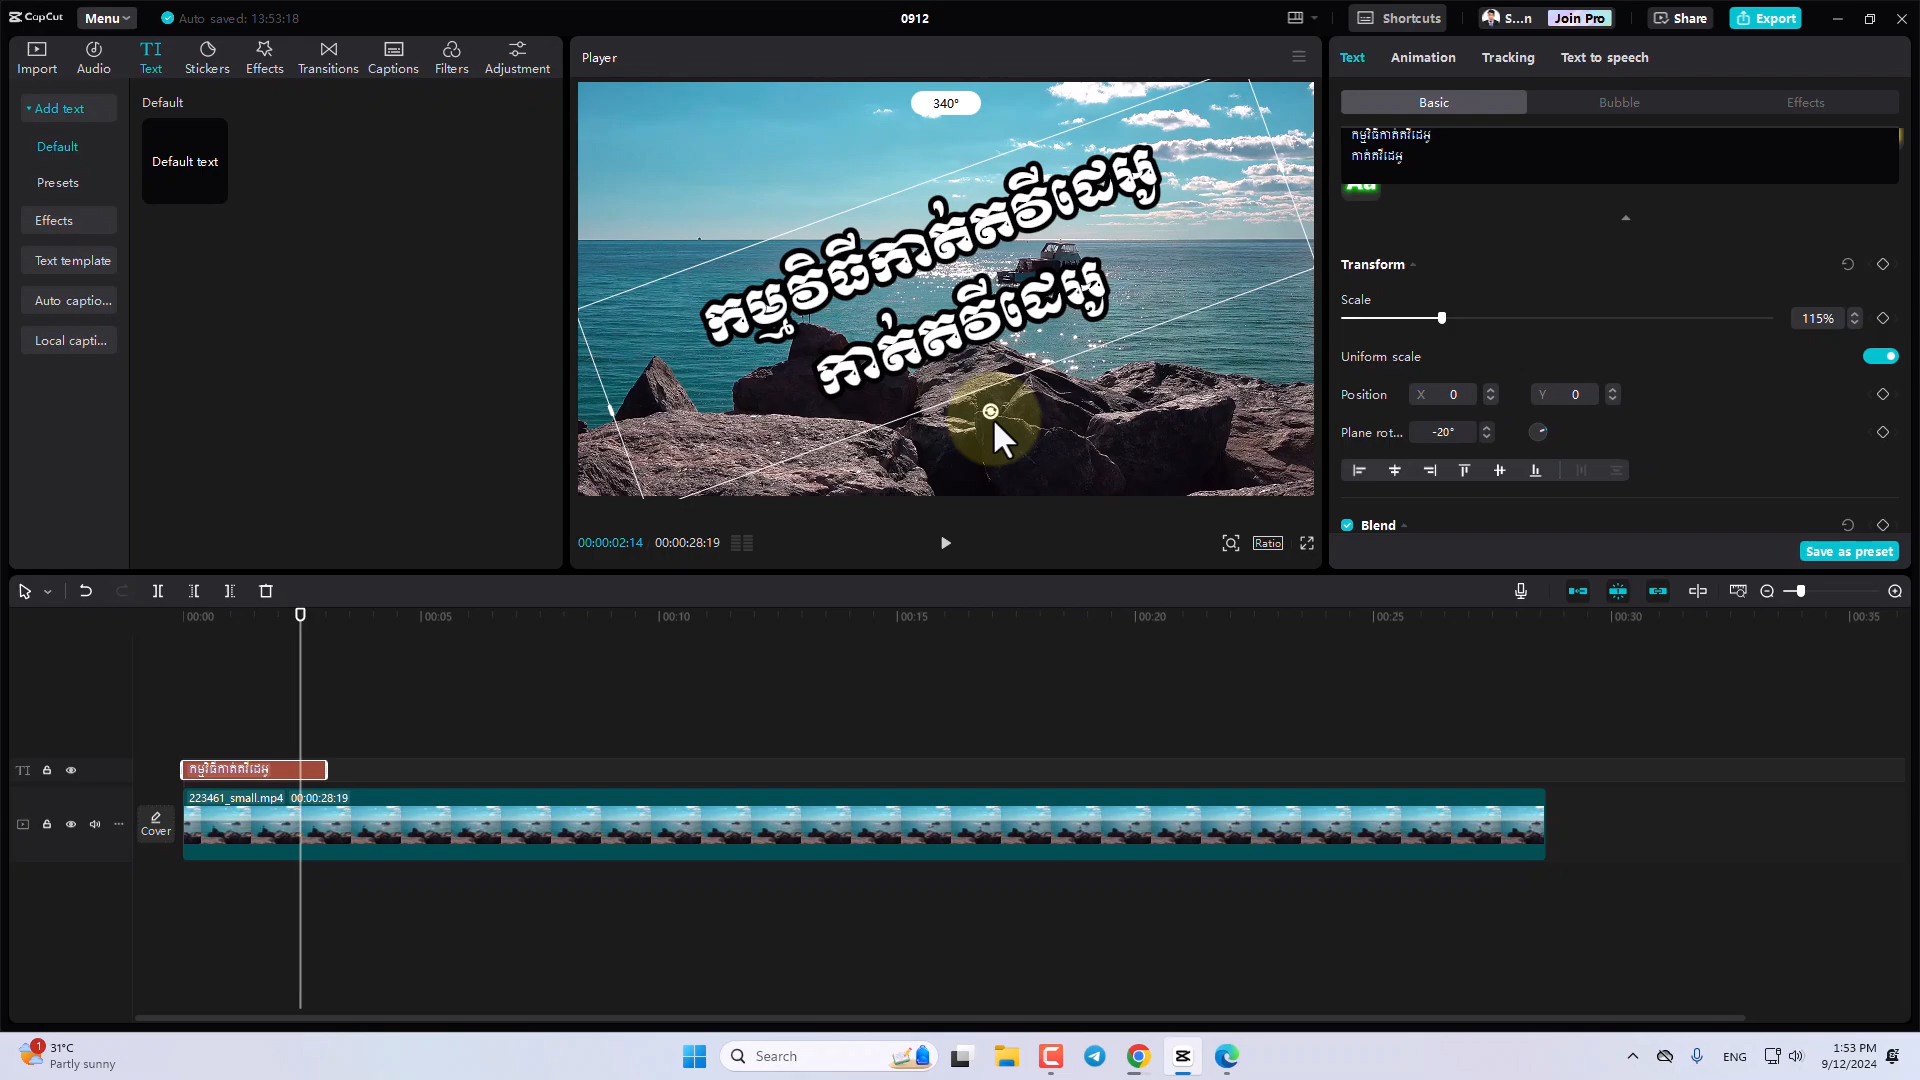 CapCut
Menu
Auto saved: 13:53:18
0912
Shortcuts
S...n
Join Pro
Share
Export
Import
Audio
TI
Text
Stickers
Effects
Transitions
Captions
Filters
Adjustment
Add text
Default
Presets
Effects
Text template
Auto captio...
Local capti...
Default
Default text
Player
340°
កម្មវិធីកាត់តវីដេអូ
កាត់តវីដេអូ
00:00:02:14
00:00:28:19
Ratio
Text
Animation
Tracking
Text to speech
Basic
Bubble
Effects
កម្មវិធីកាត់តវីដេអូ
កាត់តវីដេអូ
Aa
Transform
Scale
115%
Uniform scale
Position
X 0
Y 0
Plane rot...
-20°
Blend
Save as preset
00:00
00:05
00:10
00:15
00:20
00:25
00:30
00:35
TI
កម្មវិធីកាត់តវីដេអូ
223461_small.mp4 00:00:28:19
Cover
1
31°C
Partly sunny
Search
ENG
1:53 PM
9/12/2024